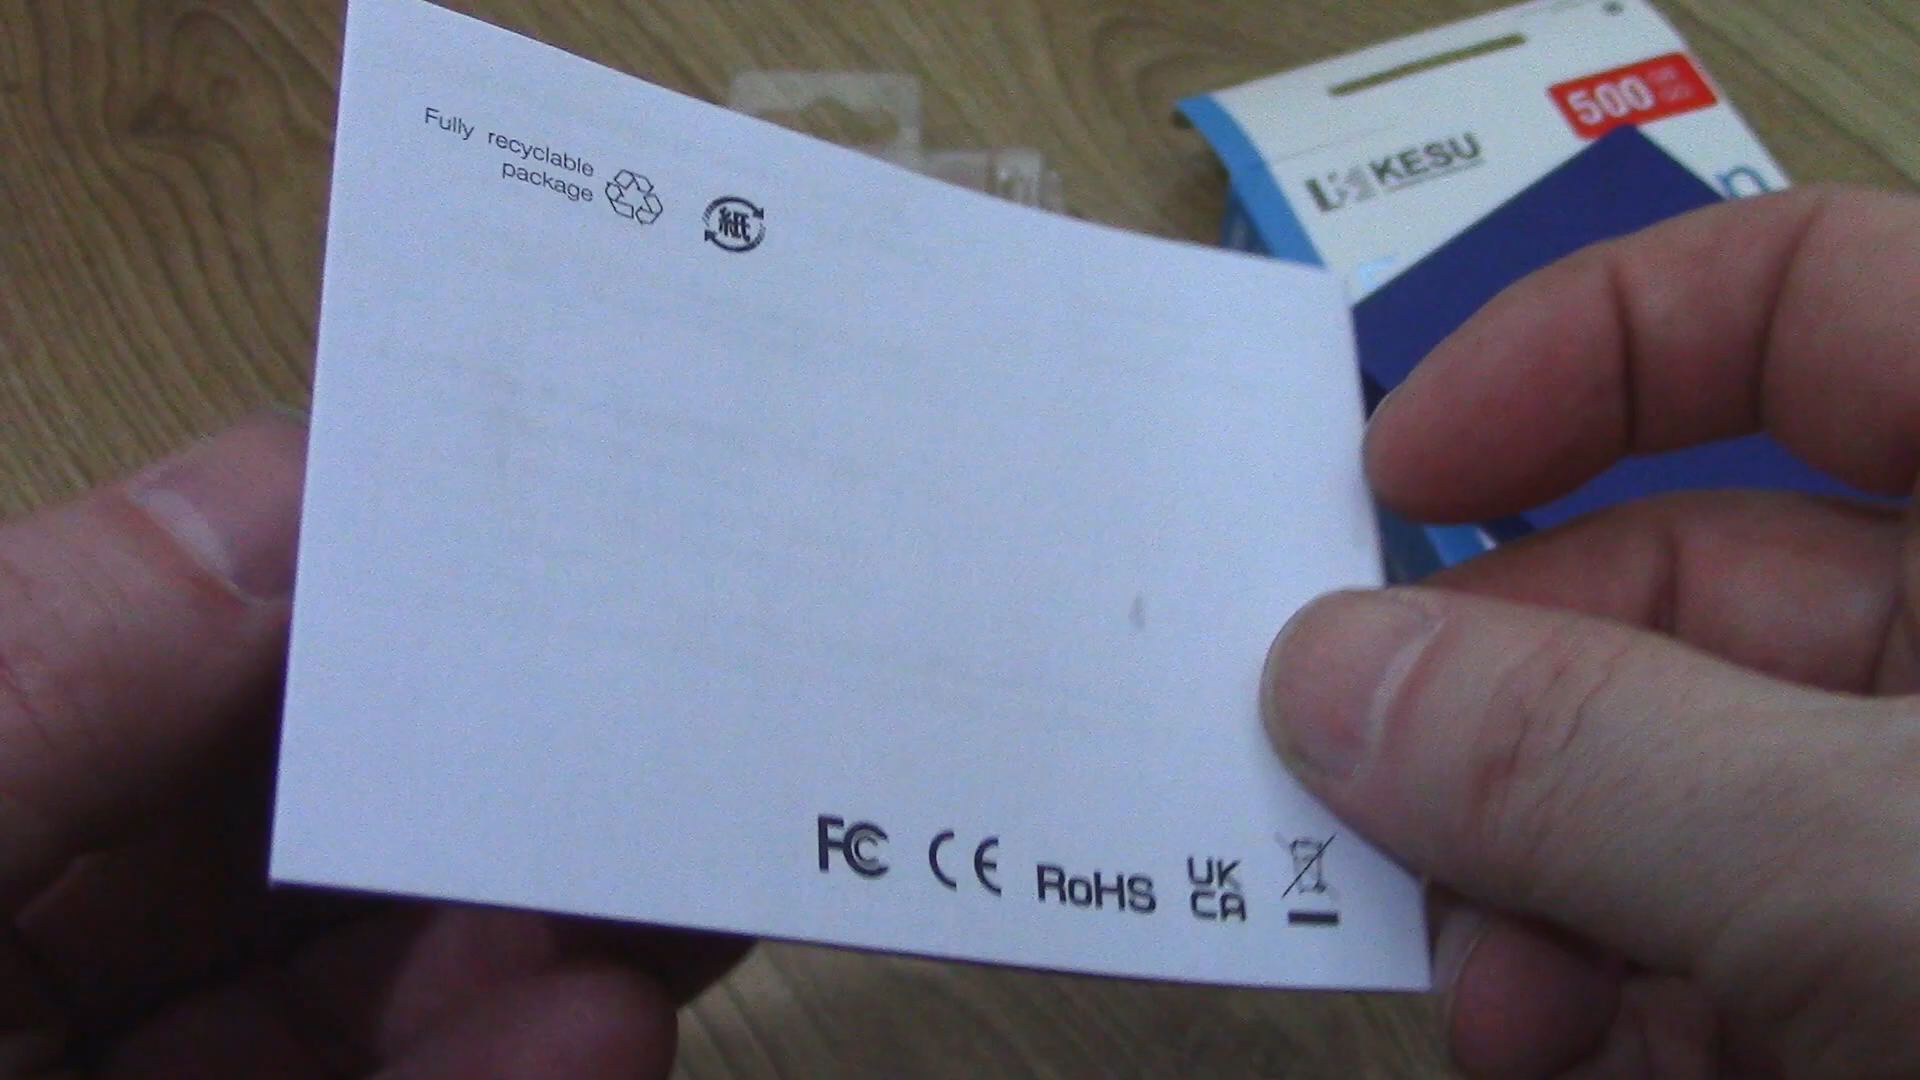 Fully recyclable
package
紙
FC
CE
RoHS
UK
CA
500
KESU